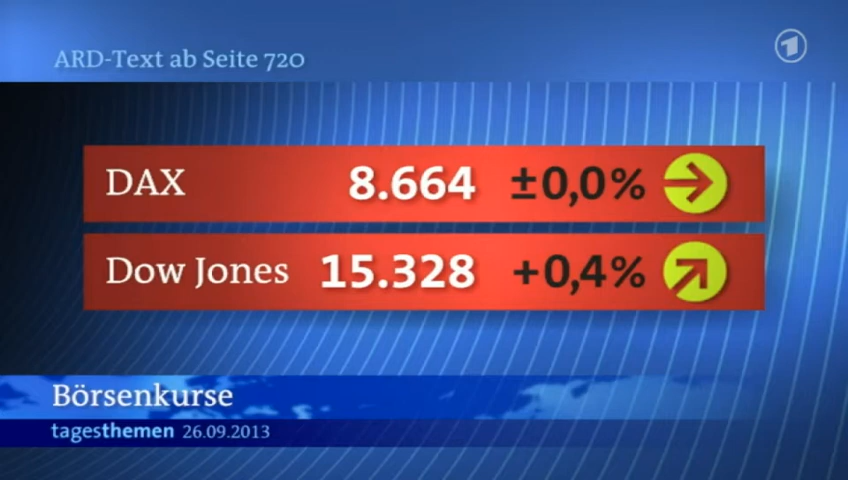 ARD-Text ab Seite 720
DAX 8.664 ±0,0%
Dow Jones 15.328 +0,4%
Börsenkurse
tagesthemen 26.09.2013